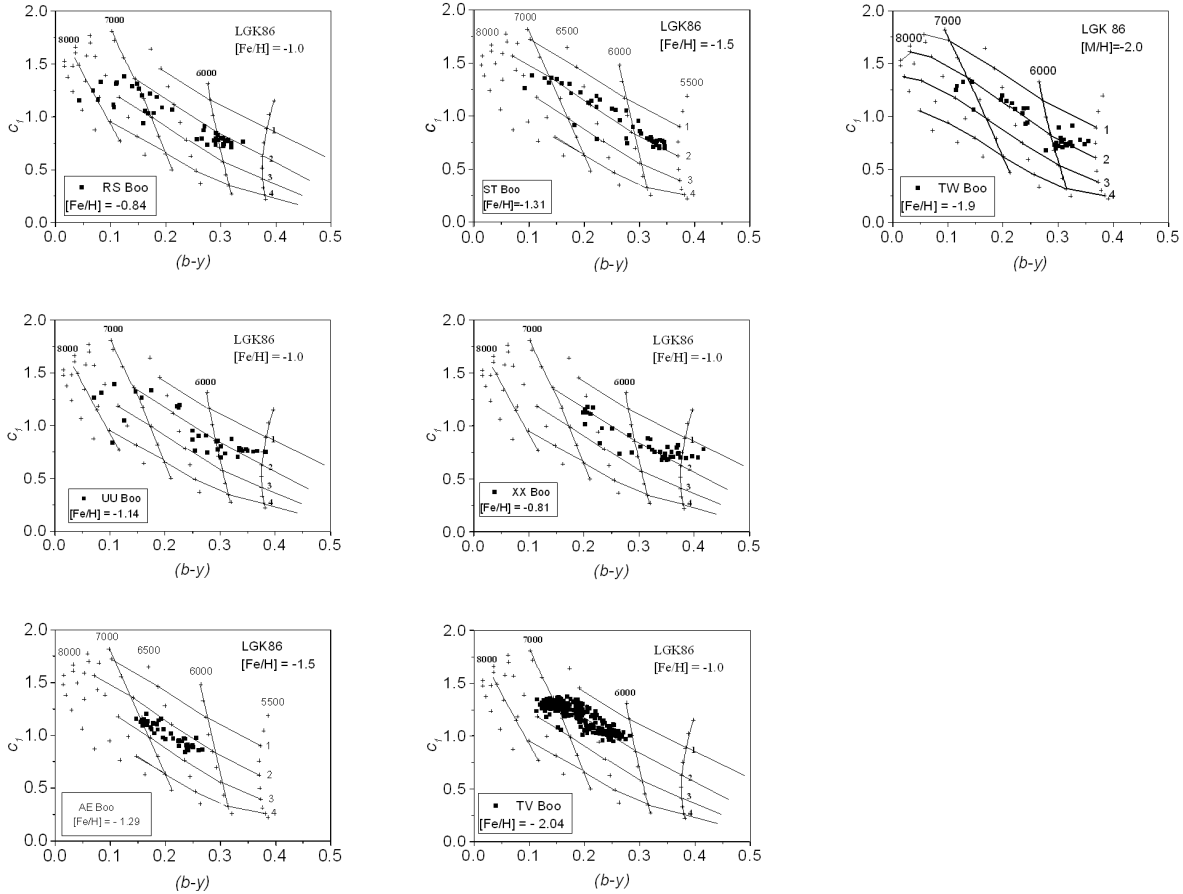 LGK86
[Fe/H] = -1.0
8000
7000
6000
1
2
3
4
RS Boo
[Fe/H] = -0.84
c1
2.0
1.5
1.0
0.5
0.0
0.0 0.1 0.2 0.3 0.4 0.5
(b-y)
LGK86
[Fe/H] = -1.5
8000
7000
6500
6000
5500
1
2
3
4
ST Boo
[Fe/H]=-1.31
c1
2.0
1.5
1.0
0.5
0.0
0.0 0.1 0.2 0.3 0.4 0.5
(b-y)
LGK 86
[M/H]=-2.0
8000
7000
6000
1
2
3
4
TW Boo
[Fe/H] = -1.9
c1
2.0
1.5
1.0
0.5
0.0
0.0 0.1 0.2 0.3 0.4 0.5
(b-y)
LGK86
[Fe/H] = -1.0
8000
7000
6000
1
2
3
4
UU Boo
[Fe/H] = -1.14
c1
2.0
1.5
1.0
0.5
0.0
0.0 0.1 0.2 0.3 0.4 0.5
(b-y)
LGK86
[Fe/H] = -1.0
8000
7000
6000
1
2
3
4
XX Boo
[Fe/H] = -0.81
c1
2.0
1.5
1.0
0.5
0.0
0.0 0.1 0.2 0.3 0.4 0.5
(b-y)
LGK86
[Fe/H] = -1.5
8000
7000
6500
6000
5500
1
2
3
4
AE Boo
[Fe/H] = - 1.29
c1
2.0
1.5
1.0
0.5
0.0
0.0 0.1 0.2 0.3 0.4 0.5
(b-y)
LGK86
[Fe/H] = -1.0
8000
7000
6000
1
2
3
4
TV Boo
[Fe/H] = - 2.04
c1
2.0
1.5
1.0
0.5
0.0
0.0 0.1 0.2 0.3 0.4 0.5
(b-y)